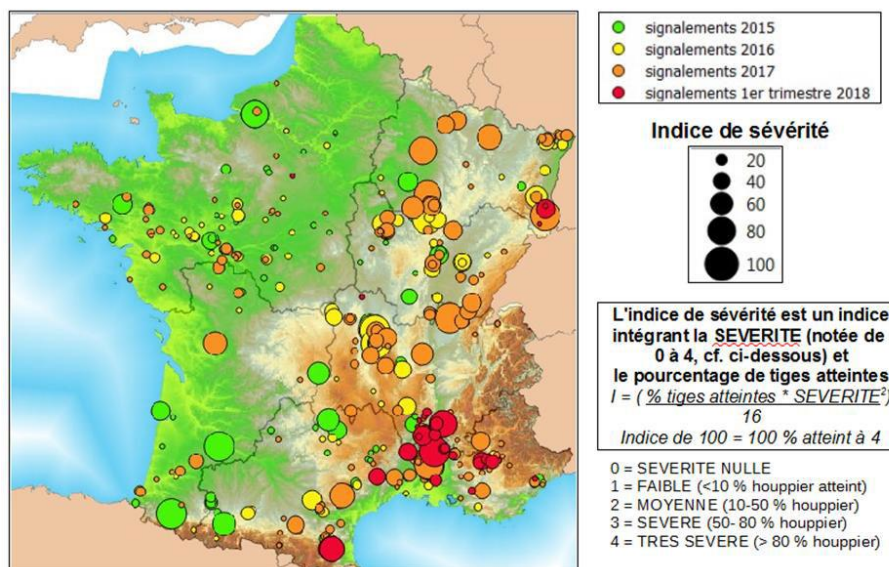 signalements 2015
signalements 2016
signalements 2017
signalements 1er trimestre 2018
Indice de sévérité
20
40
60
80
100
L'indice de sévérité est un indice
intégrant la SEVERITE (notée de
0 à 4, cf. ci-dessous) et
le pourcentage de tiges atteintes
I = ( % tiges atteintes * SEVERITE²)
16
Indice de 100 = 100 % atteint à 4
0 = SEVERITE NULLE
1 = FAIBLE (<10 % houppier atteint)
2 = MOYENNE (10-50 % houppier)
3 = SEVERE (50- 80 % houppier)
4 = TRES SEVERE (> 80 % houppier)